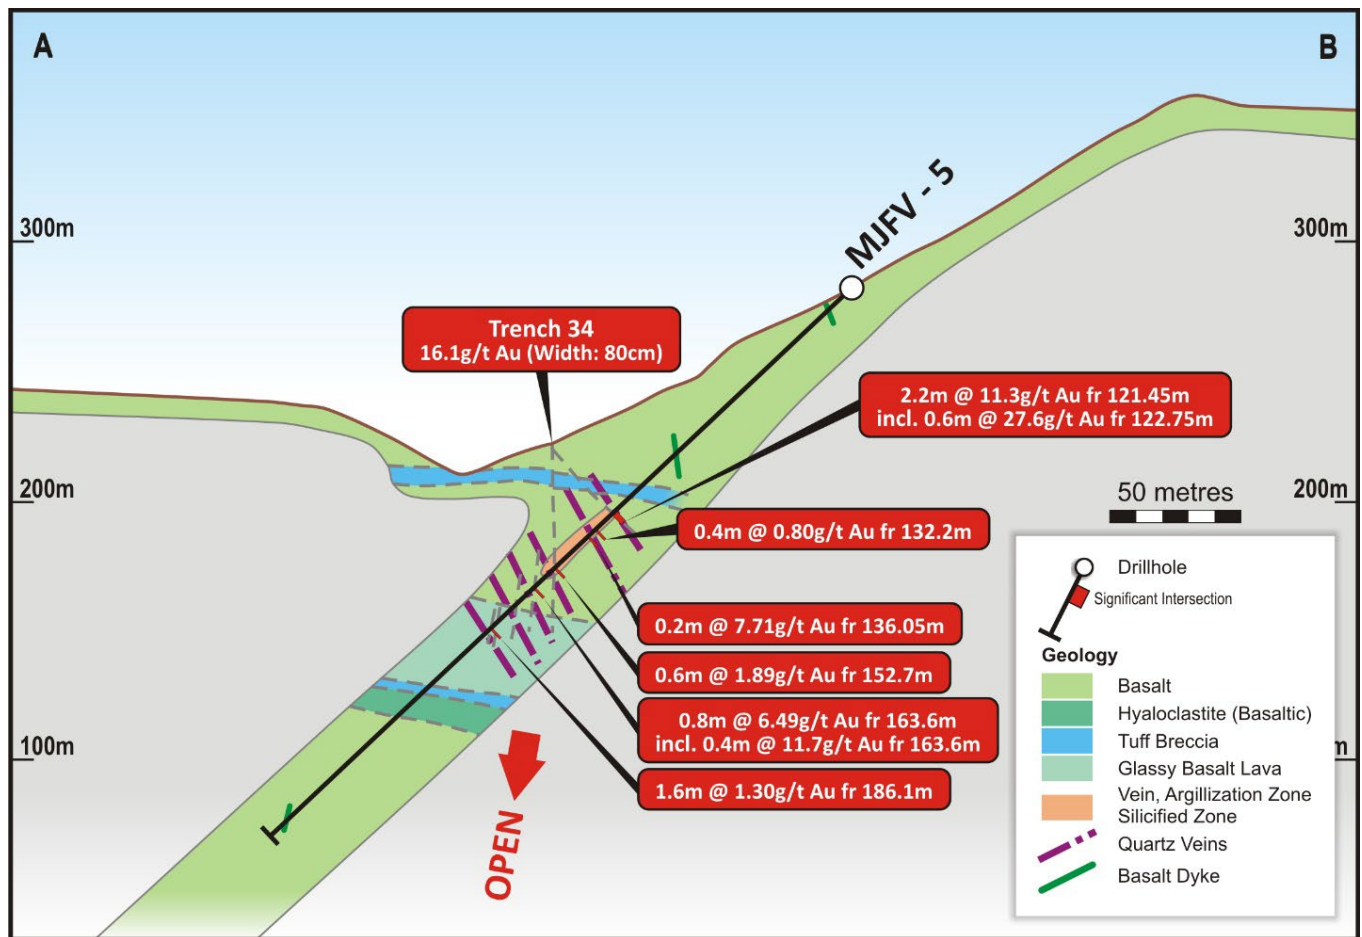 A
B
MJFV - 5
300m
300m
Trench 34
16.1g/t Au (Width: 80cm)
2.2m @ 11.3g/t Au fr 121.45m
incl. 0.6m @ 27.6g/t Au fr 122.75m
200m
200m
50 metres
0.4m @ 0.80g/t Au fr 132.2m
0.2m @ 7.71g/t Au fr 136.05m
0.6m @ 1.89g/t Au fr 152.7m
0.8m @ 6.49g/t Au fr 163.6m
incl. 0.4m @ 11.7g/t Au fr 163.6m
1.6m @ 1.30g/t Au fr 186.1m
100m
m
OPEN
Drillhole
Significant Intersection
Geology
Basalt
Hyaloclastite (Basaltic)
Tuff Breccia
Glassy Basalt Lava
Vein, Argillization Zone
Silicified Zone
Quartz Veins
Basalt Dyke